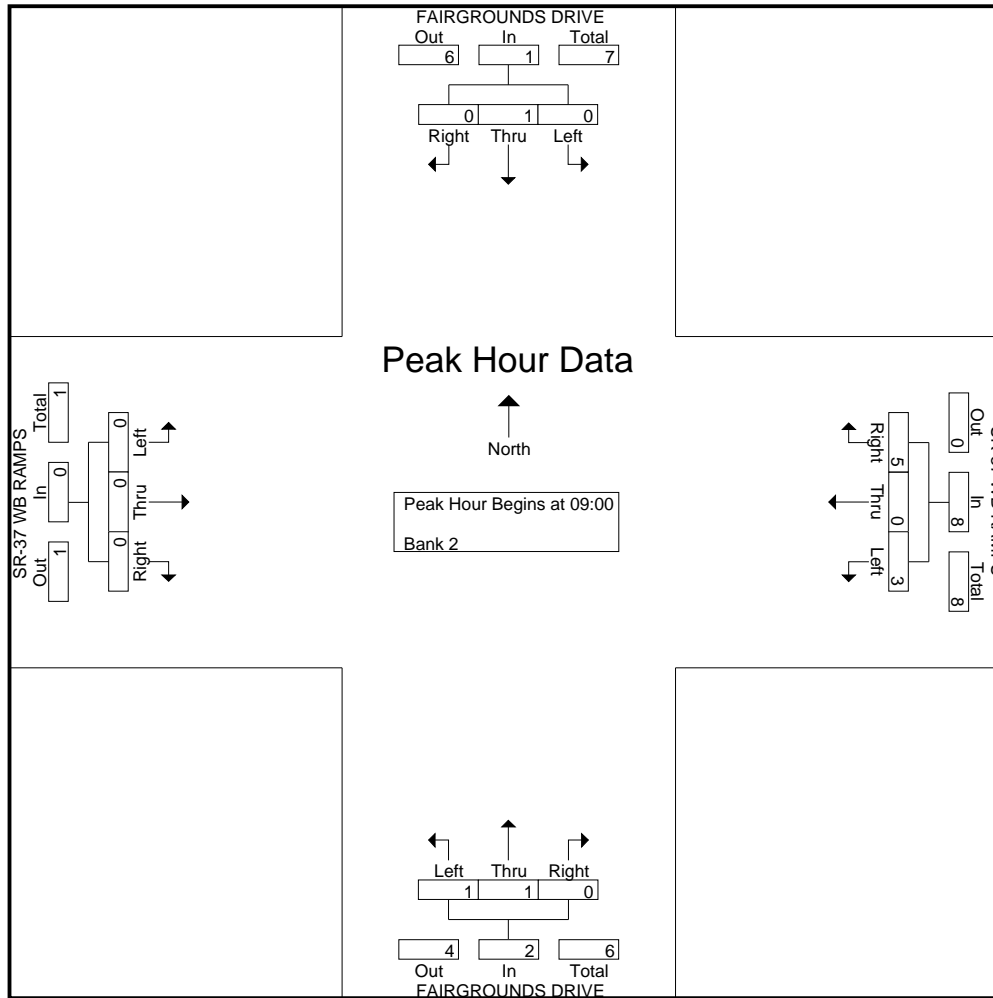 FAIRGROUNDS DRIVE
Out In Total
6 1 7
0 1 0
Right Thru Left
Peak Hour Data
North
Peak Hour Begins at 09:00
Bank 2
SR-37 WB RAMPS
Out In Total
1 0 1
Right Thru Left
0 0 0
Out In Total
0 8 8
Right Thru Left
5 0 3
Left Thru Right
1 1 0
4 2 6
Out In Total
FAIRGROUNDS DRIVE